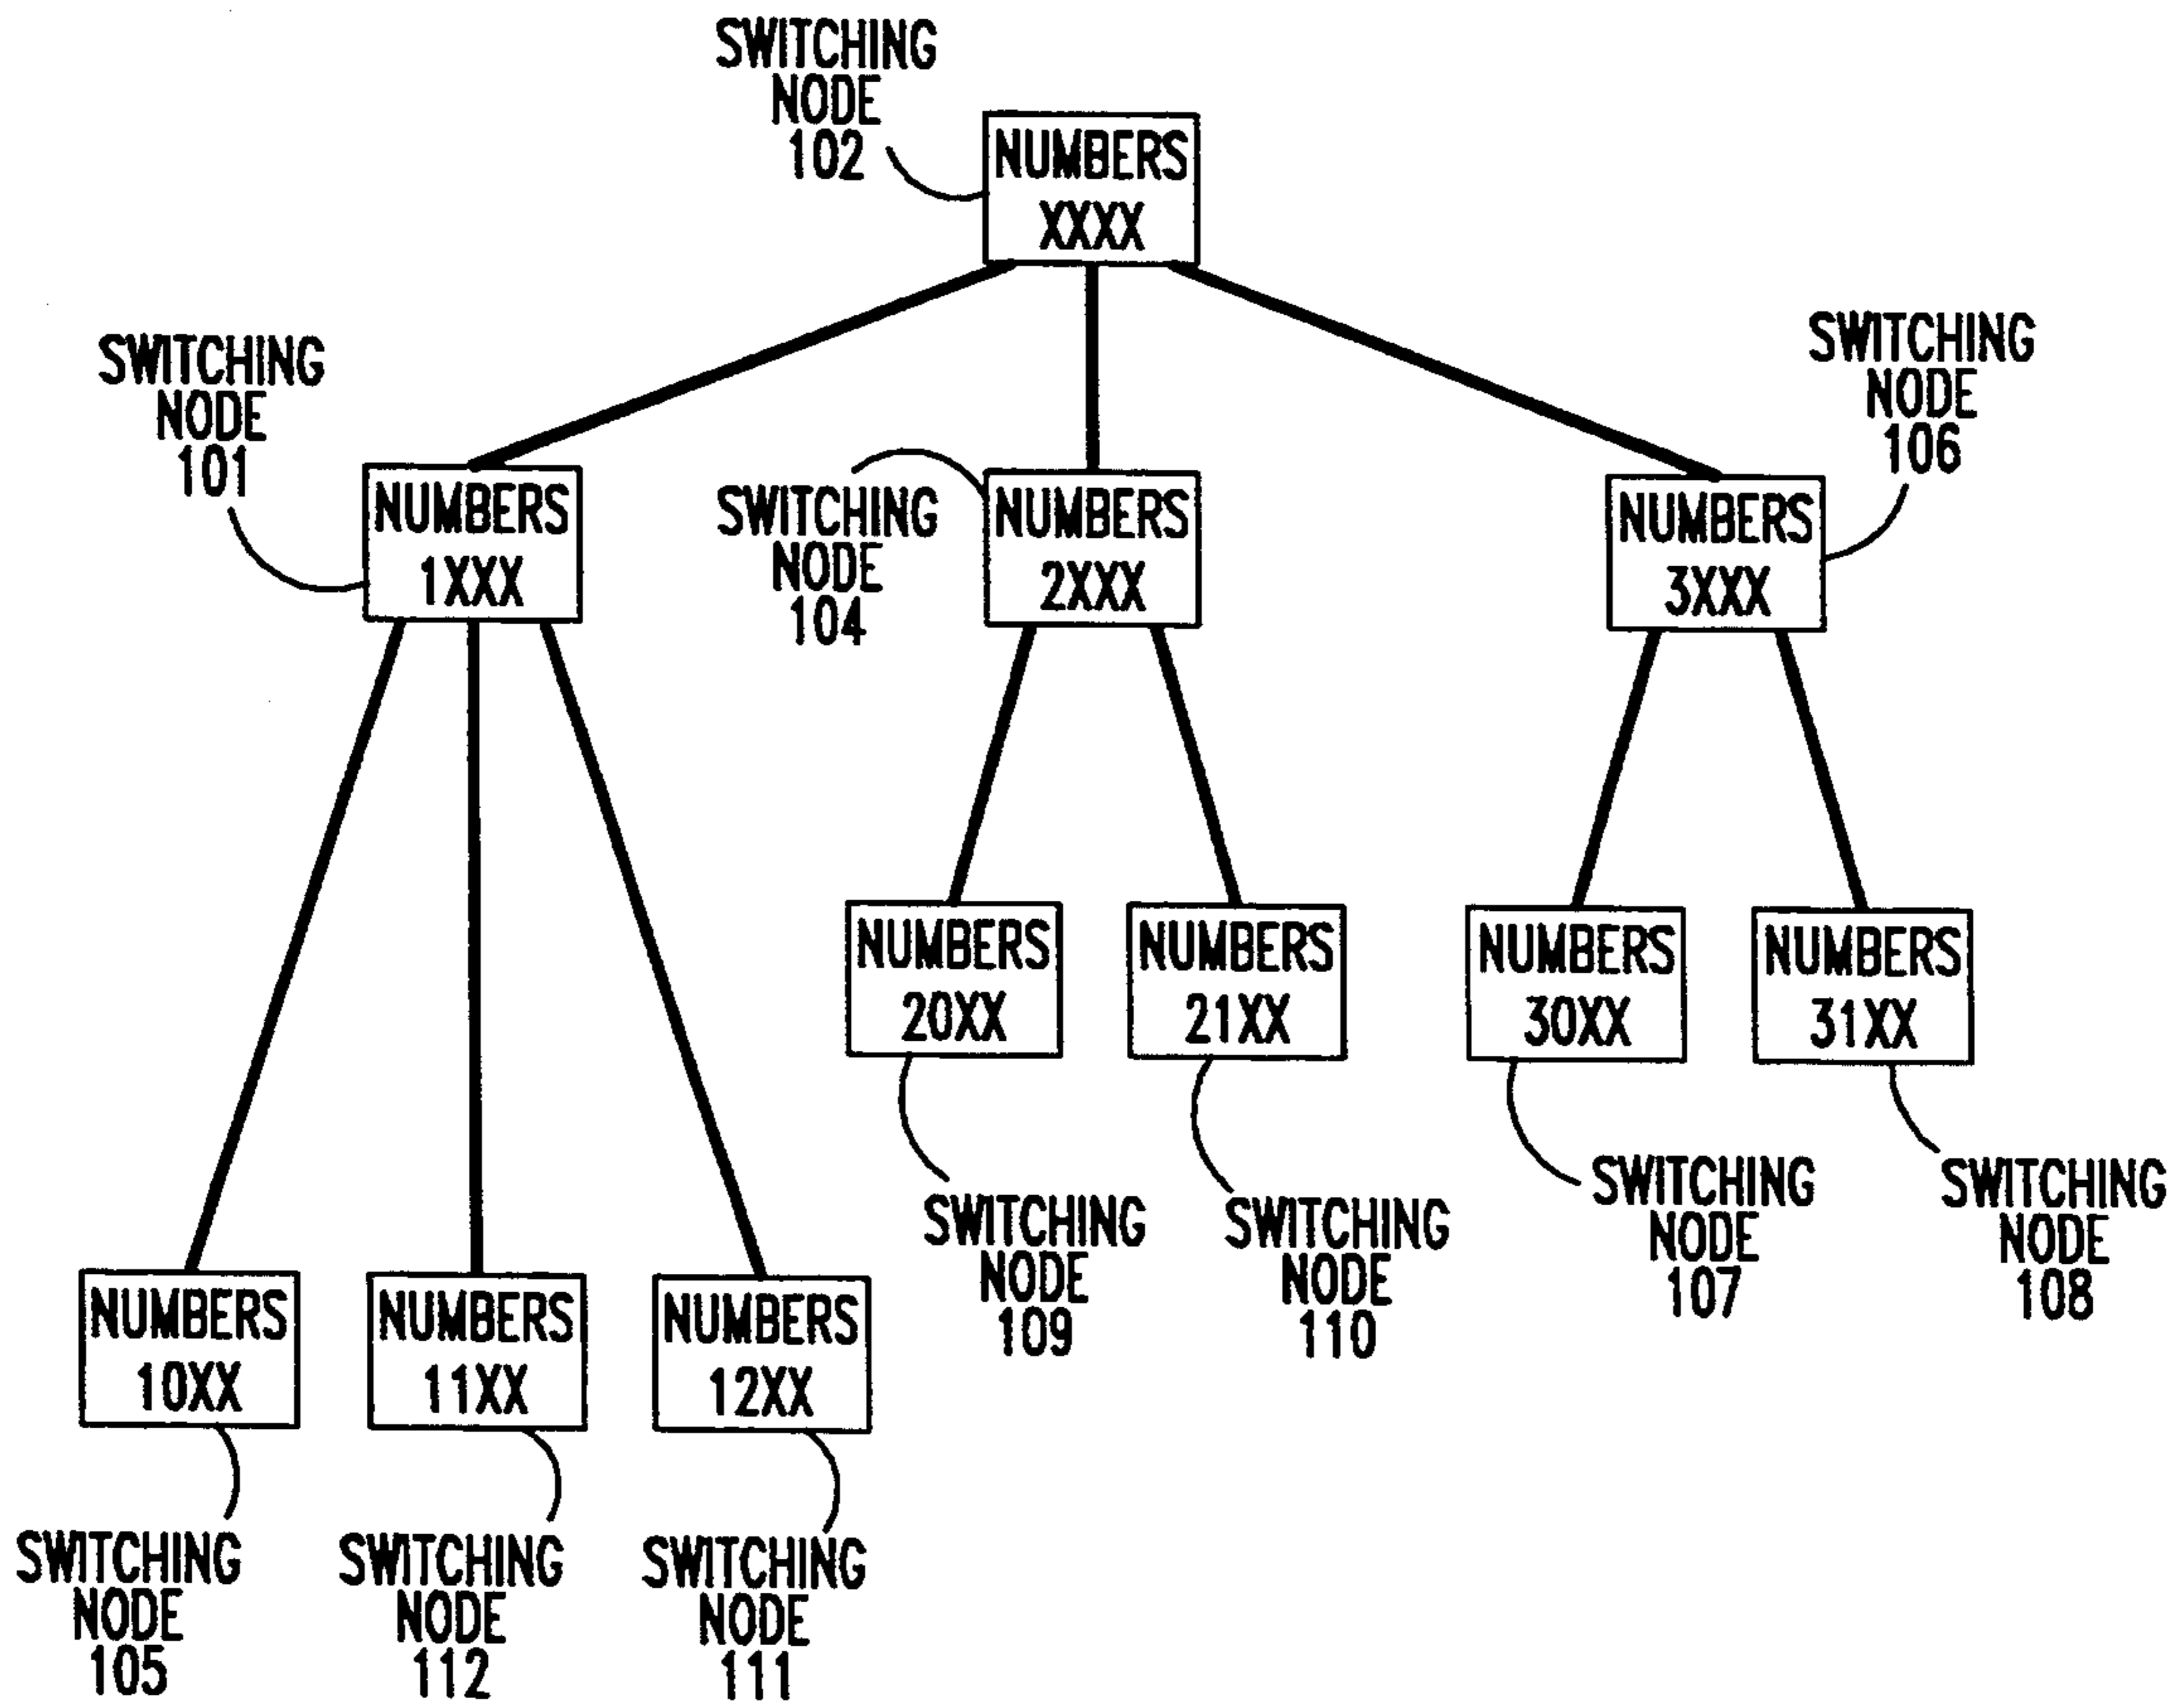 SWITCHING
NODE
102
NUMBERS
XXXX
SWITCHING
NODE
101
NUMBERS
1XXX
SWITCHING
NODE
104
NUMBERS
2XXX
SWITCHING
NODE
106
NUMBERS
3XXX
NUMBERS
20XX
NUMBERS
21XX
NUMBERS
30XX
NUMBERS
31XX
SWITCHING
NODE
109
SWITCHING
NODE
110
SWITCHING
NODE
107
SWITCHING
NODE
108
NUMBERS
10XX
NUMBERS
11XX
NUMBERS
12XX
SWITCHING
NODE
105
SWITCHING
NODE
112
SWITCHING
NODE
111